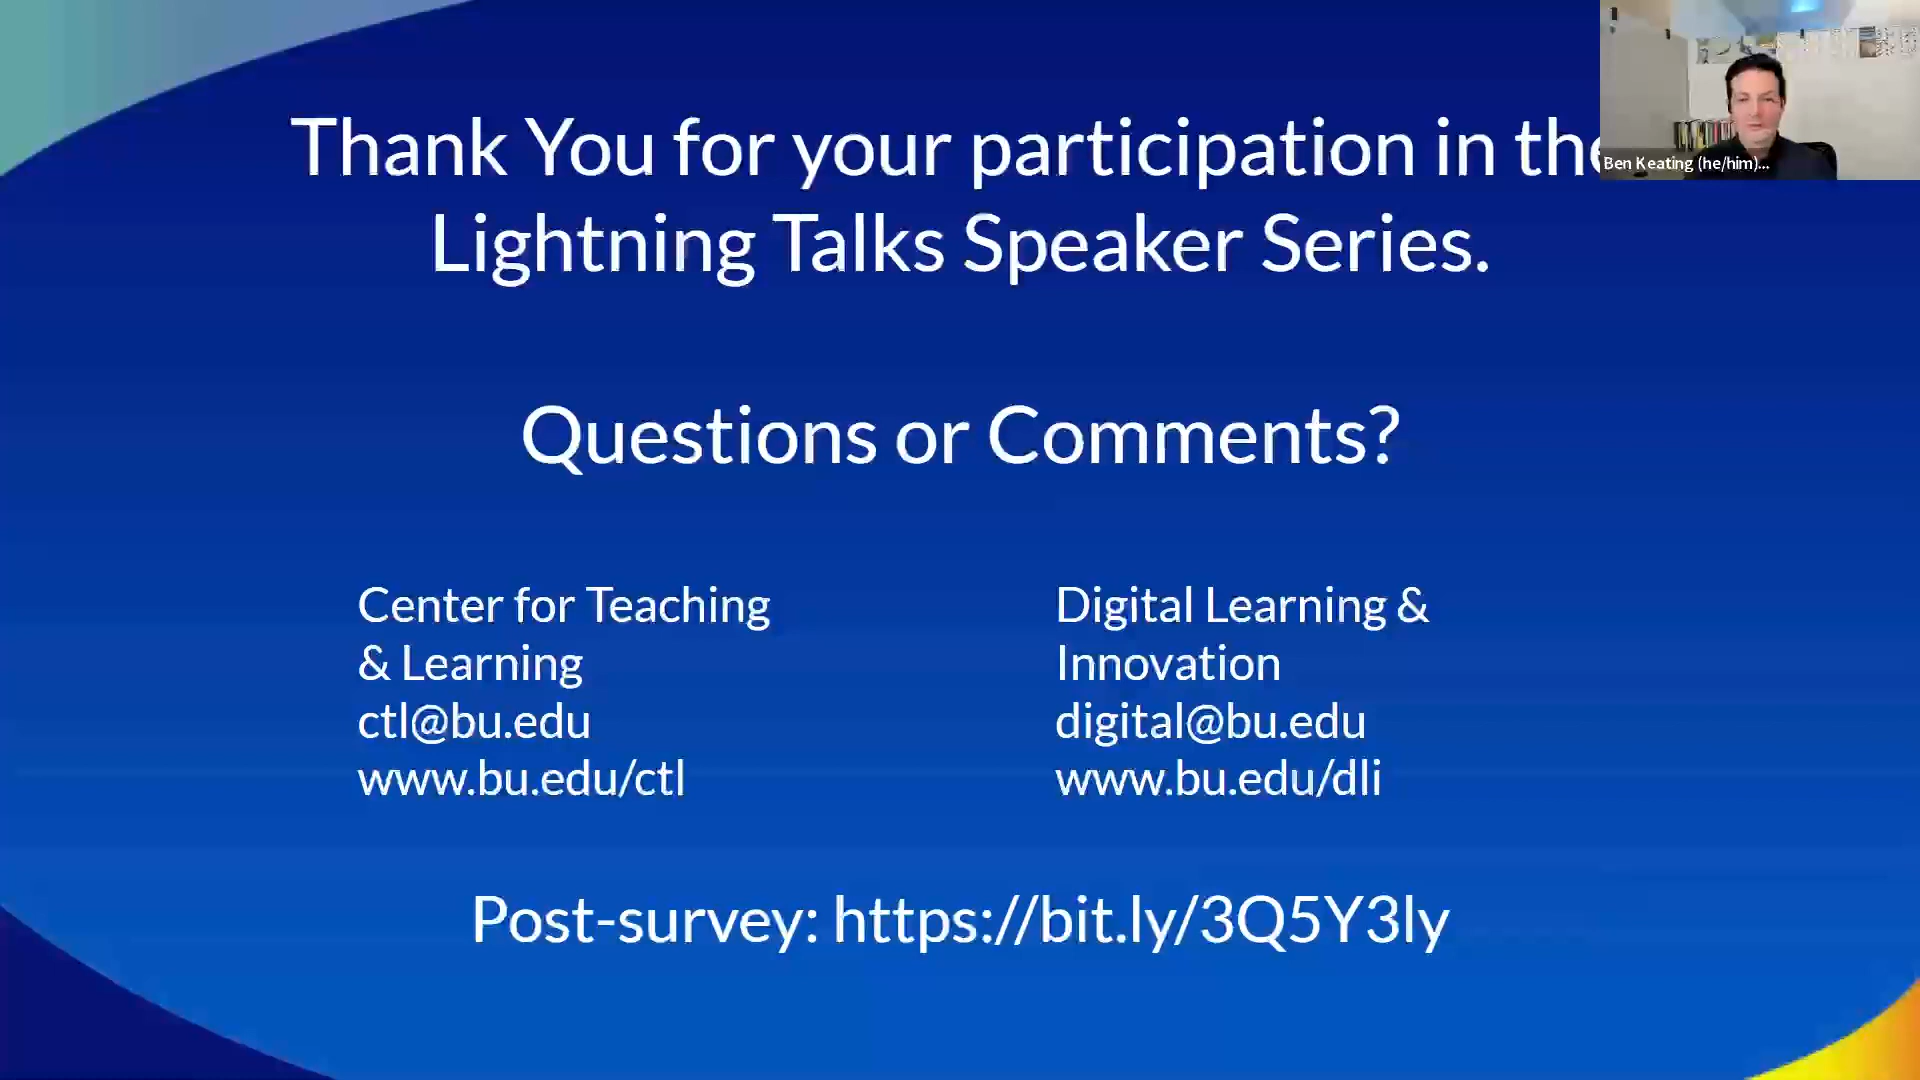 Thank You for your participation in the
Lightning Talks Speaker Series.
Questions or Comments?
Center for Teaching
& Learning
ctl@bu.edu
www.bu.edu/ctl
Digital Learning &
Innovation
digital@bu.edu
www.bu.edu/dli
Post-survey: https://bit.ly/3Q5Y3ly
Ben Keating (he/him)...